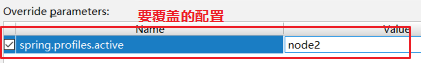 Override parameters: 要覆盖的配置
Name Value
spring.profiles.active node2